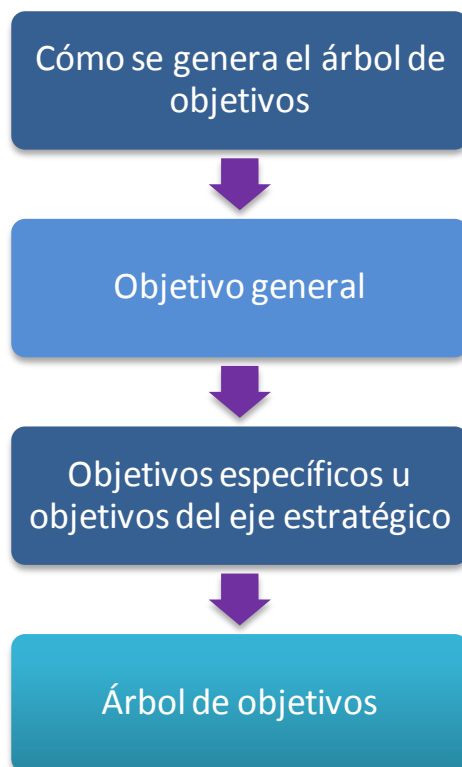 Cómo se genera el árbol de
objetivos
Objetivo general
Objetivos específicos u
objetivos del eje estratégico
Árbol de objetivos